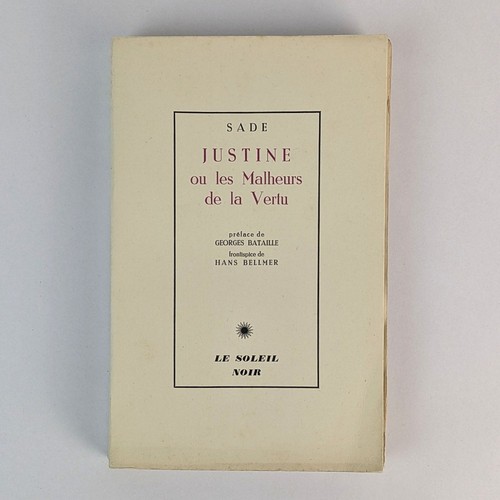 SADE
JUSTINE
ou les Malheurs
de la Vertu
préface de
GEORGES BATAILLE
frontispice de
HANS BELLMER
LE SOLEIL
NOIR